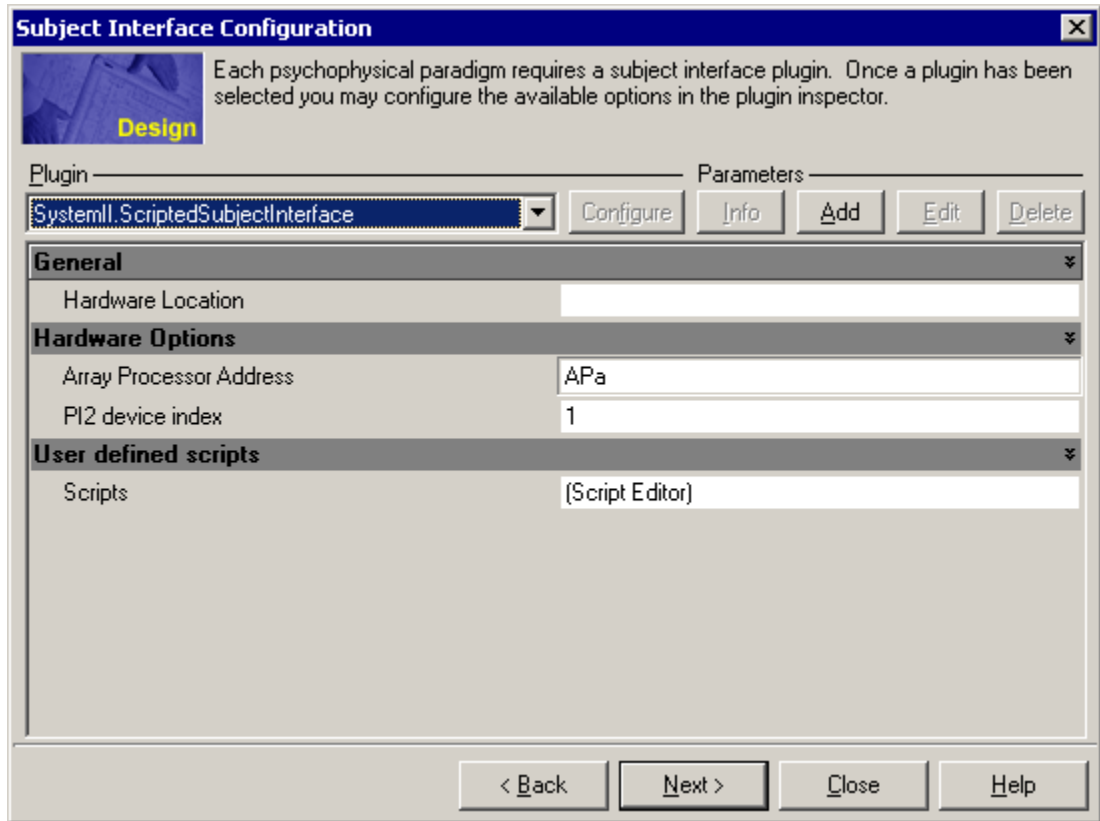 Subject Interface Configuration
Each psychophysical paradigm requires a subject interface plugin.  Once a plugin has been
selected you may configure the available options in the plugin inspector.
Design
Plugin
Parameters
SystemII.ScriptedSubjectInterface
Configure
Info
Add
Edit
Delete
General
Hardware Location
Hardware Options
Array Processor Address
APa
PI2 device index
1
User defined scripts
Scripts
(Script Editor)
< Back
Next >
Close
Help